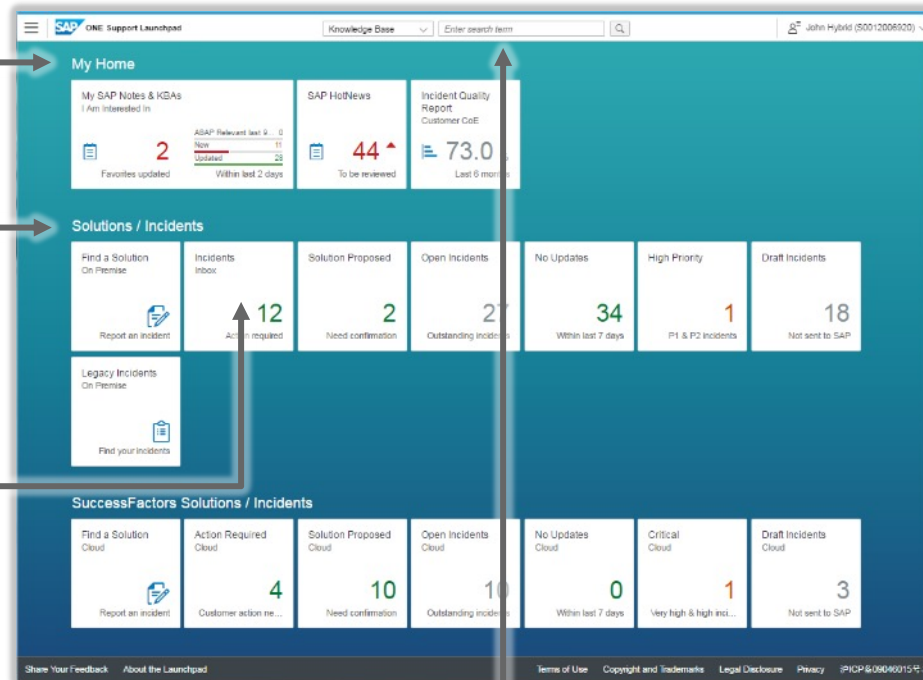 SAP ONE Support Launchpad
Knowledge Base
Enter search term
John Hybrid (S0012006920)
My Home
My SAP Notes & KBAs
I Am Interested In
2
Favorites updated
ABAP Relevant last 9... 0
New 11
Updated 28
Within last 2 days
SAP HotNews
44
To be reviewed
Incident Quality
Report
Customer CoE
73.0
Last 6 months
Solutions / Incidents
Find a Solution
On Premise
Report an incident
Incidents
Inbox
12
Action required
Solution Proposed
2
Need confirmation
Open Incidents
27
Outstanding incidents
No Updates
34
Within last 7 days
High Priority
1
P1 & P2 incidents
Draft Incidents
18
Not sent to SAP
Legacy Incidents
On Premise
Find your incidents
SuccessFactors Solutions / Incidents
Find a Solution
Cloud
Report an incident
Action Required
Cloud
4
Customer action ne...
Solution Proposed
Cloud
10
Need confirmation
Open Incidents
Cloud
10
Outstanding incidents
No Updates
Cloud
0
Within last 7 days
Critical
Cloud
1
Very high & high inci...
Draft Incidents
Cloud
3
Not sent to SAP
Share Your Feedback About the Launchpad Terms of Use Copyright and Trademarks Legal Disclosure Privacy